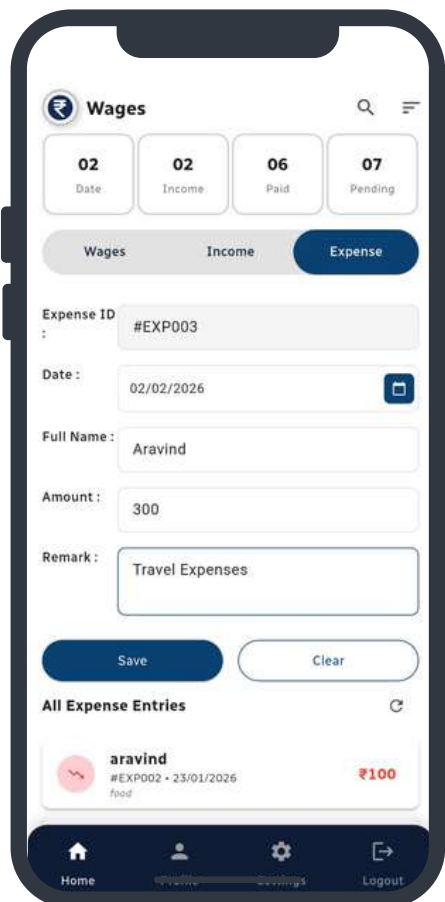 ₹ Wages
02 02 06 07
Date Income Paid Pending
Wages Income Expense
Expense ID : #EXP003
Date : 02/02/2026
Full Name : Aravind
Amount : 300
Remark : Travel Expenses
Save Clear
All Expense Entries
aravind
#EXP002 • 23/01/2026 ₹100
food
Home Profile Settings Logout